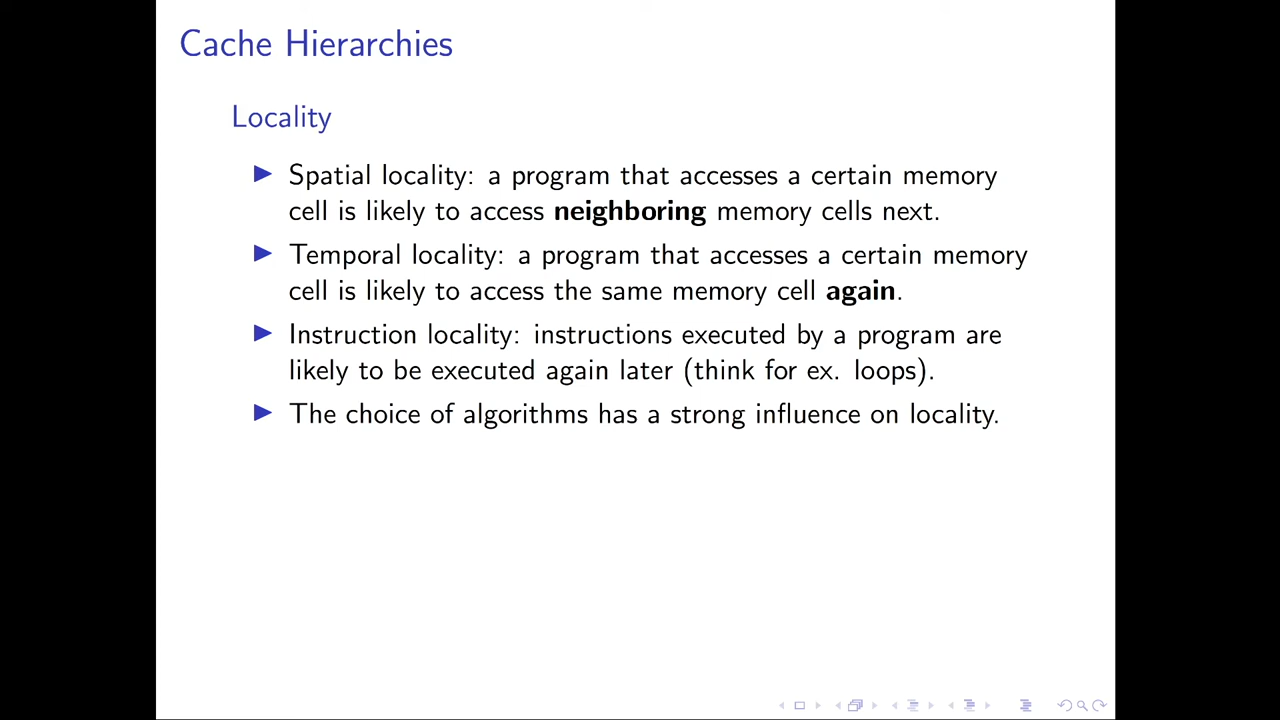 Cache Hierarchies
Locality
Spatial locality: a program that accesses a certain memory
cell is likely to access neighboring memory cells next.
Temporal locality: a program that accesses a certain memory
cell is likely to access the same memory cell again.
Instruction locality: instructions executed by a program are
likely to be executed again later (think for ex. loops).
The choice of algorithms has a strong influence on locality.